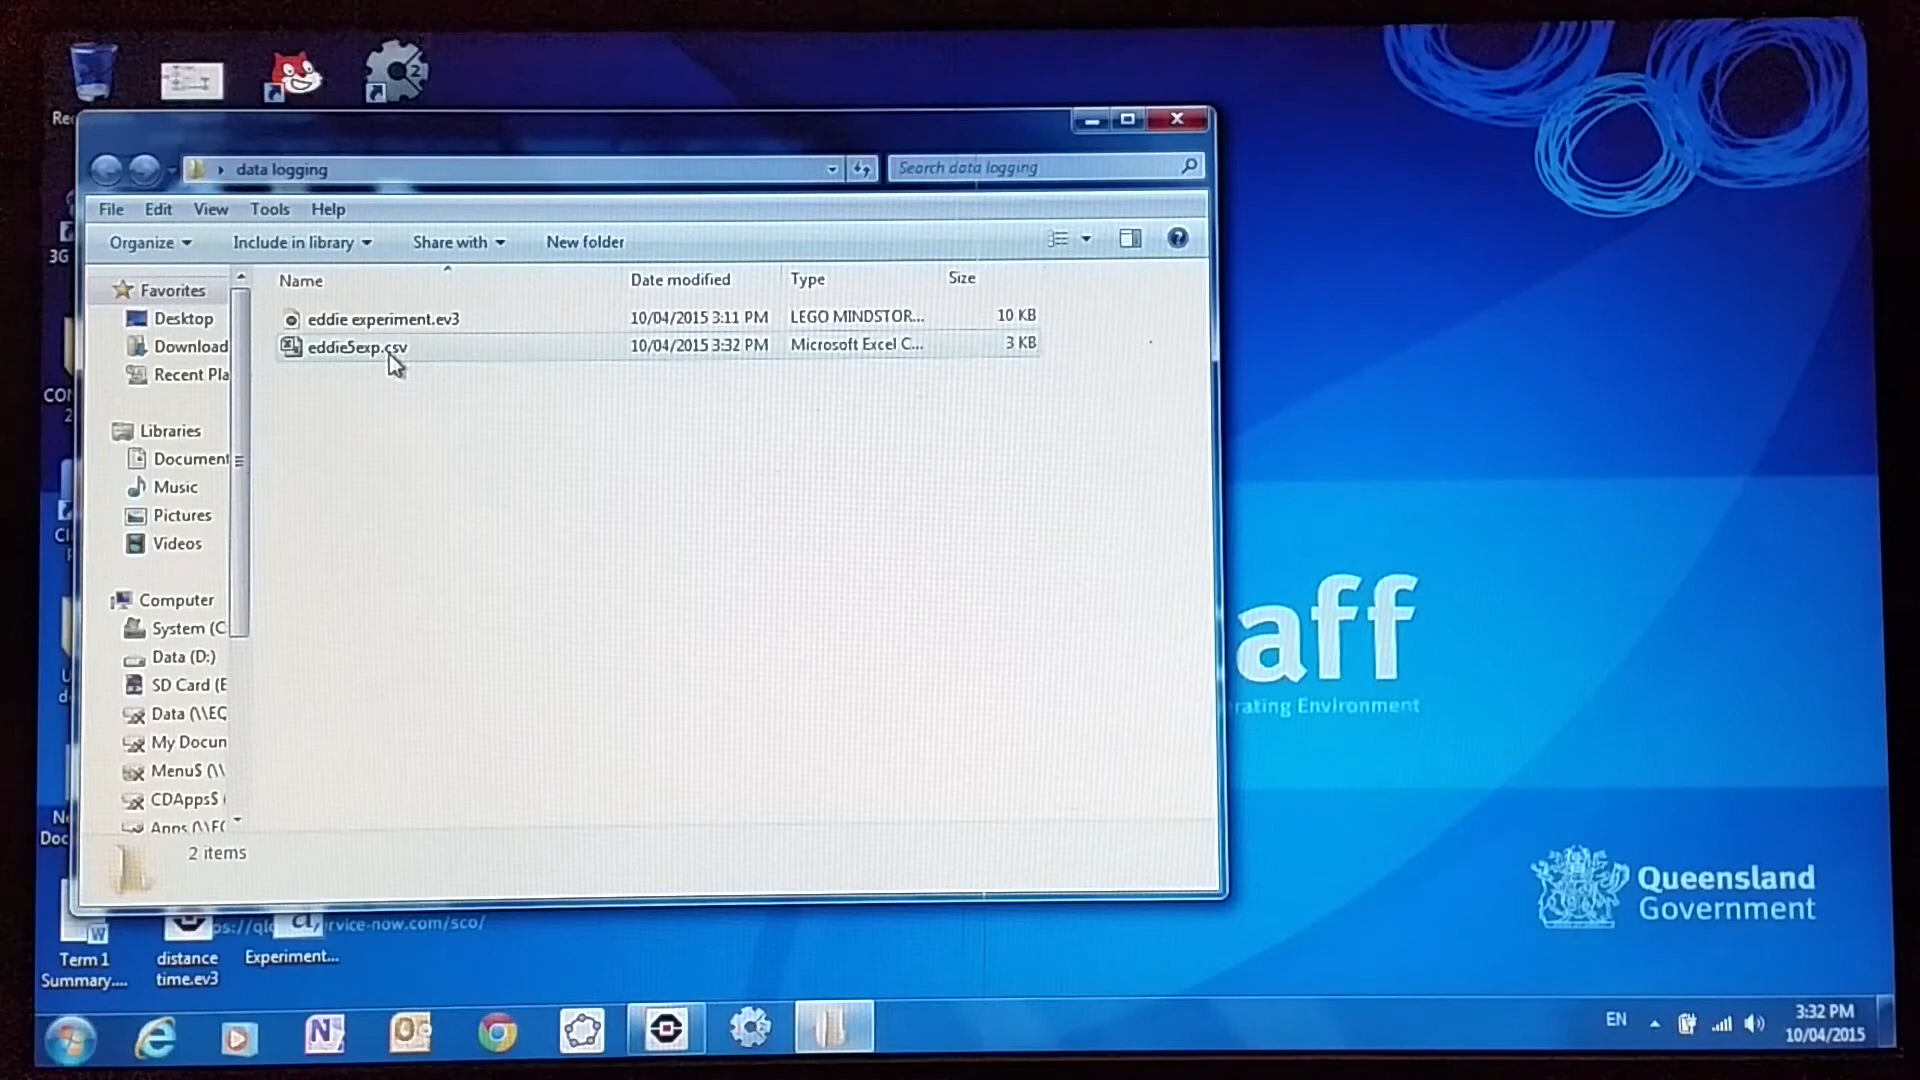 2
data logging
Search data logging
File Edit View Tools Help
Organize Include in library Share with New folder
Name Date modified Type Size
eddie experiment.ev3 10/04/2015 3:11 PM LEGO MINDSTOR... 10 KB
eddie5exp.csv 10/04/2015 3:32 PM Microsoft Excel C... 3 KB
Favorites
Desktop
Download
Recent Pla
Libraries
Document
Music
Pictures
Videos
Computer
System (C
Data (D:)
SD Card (E
Data (\\EQ
My Docun
Menu$ (\\
CDApps$ (
2 items
3G
aff
rating Environment
Queensland
Government
rvice-now.com/sco/
Term 1
Summary....
distance
time.ev3
Experiment...
EN
3:32 PM
10/04/2015